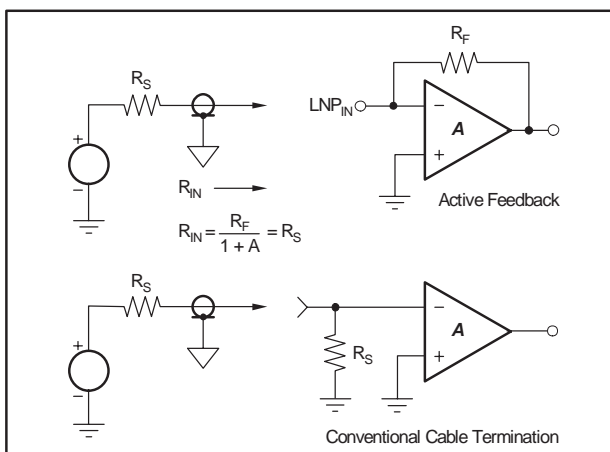 R_F
R_S
LNP_IN
−
A
+
+
−
Active Feedback
R_IN
R_IN = R_F / 1 + A = R_S
R_S
−
A
+
R_S
+
−
Conventional Cable Termination